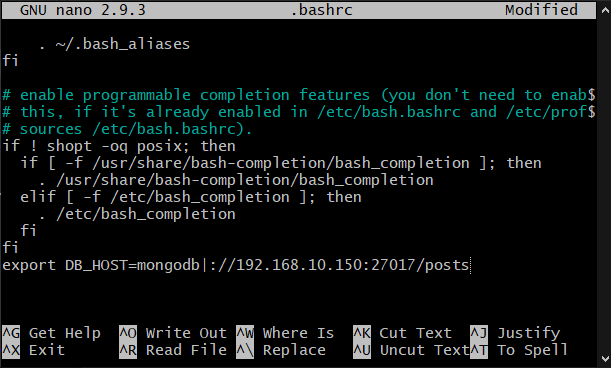 GNU nano 2.9.3 .bashrc Modified
. ~/.bash_aliases
fi
# enable programmable completion features (you don't need to enab$
# this, if it's already enabled in /etc/bash.bashrc and /etc/prof$
# sources /etc/bash.bashrc).
if ! shopt -oq posix; then
if [ -f /usr/share/bash-completion/bash_completion ]; then
. /usr/share/bash-completion/bash_completion
elif [ -f /etc/bash_completion ]; then
. /etc/bash_completion
fi
fi
export DB_HOST=mongodb|://192.168.10.150:27017/posts
^G Get Help ^O Write Out ^W Where Is ^K Cut Text ^J Justify
^X Exit ^R Read File ^\ Replace ^U Uncut Text ^T To Spell